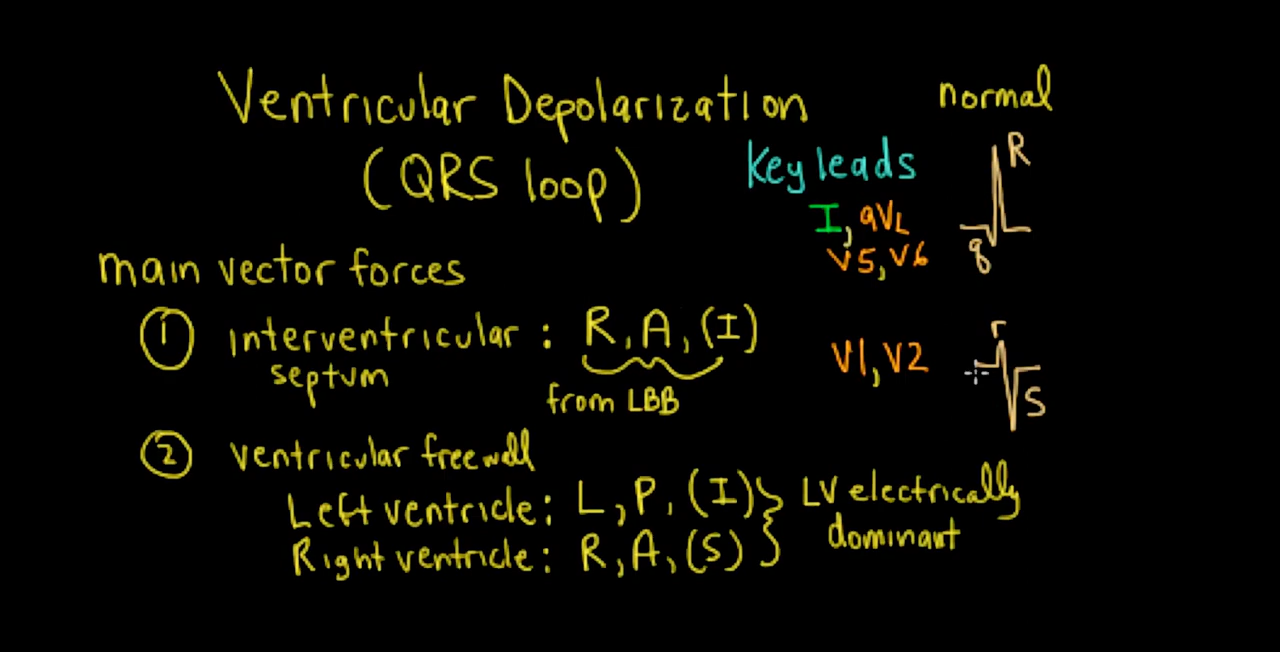 Ventricular Depolarization
(QRS loop)
normal
Key leads
I, aVL
V5, V6
R
q
main vector forces
1 interventricular septum : R, A, (I)
from LBB
V1, V2
r
S
2 ventricular freewall
Left ventricle: L, P, (I)
Right ventricle: R, A, (S)
LV electrically
dominant